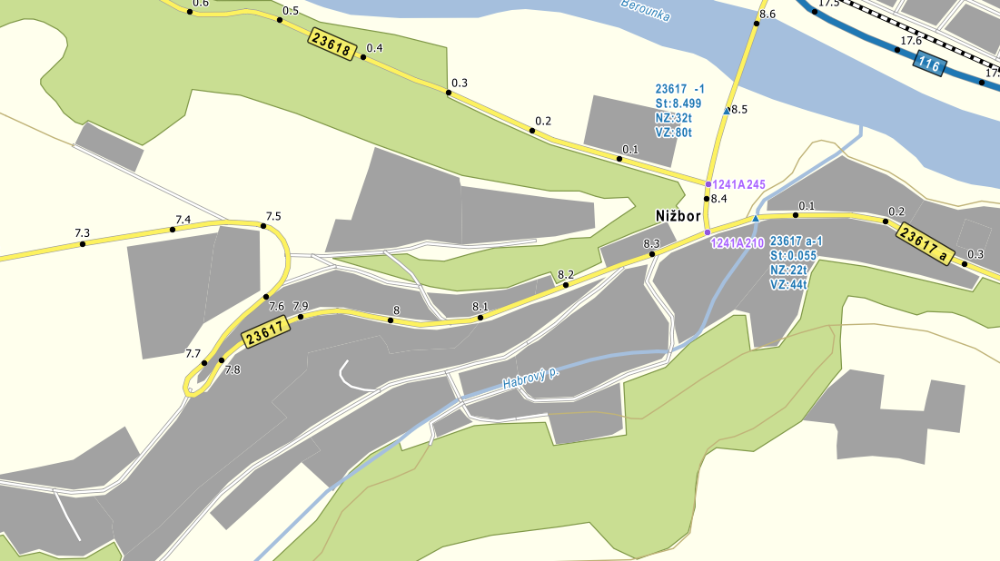 0.6
0.5
Berounka
8.6
17.5
17.6
116
17.
23618
0.4
0.3
0.2
0.1
23617 -1
St:8.499
NZ:32t
VZ:80t
8.5
1241A245
8.4
Nižbor
1241A210
0.1
0.2
23617 a
0.3
23617 a-1
St:0.055
NZ:22t
VZ:44t
7.3
7.4
7.5
8.3
8.2
8.1
8
7.9
7.6
23617
7.7
7.8
Habrový p.